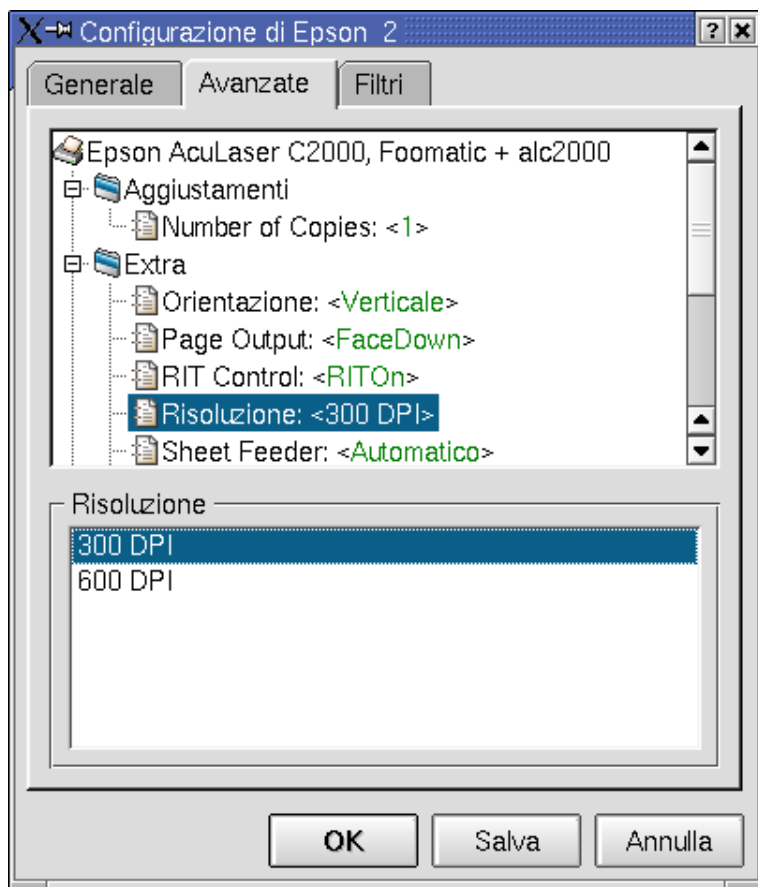 Configurazione di Epson 2
Generale
Avanzate
Filtri
Epson AcuLaser C2000, Foomatic + alc2000
Aggiustamenti
Number of Copies: <1>
Extra
Orientazione: <Verticale>
Page Output: <FaceDown>
RIT Control: <RITOn>
Risoluzione: <300 DPI>
Sheet Feeder: <Automatico>
Risoluzione
300 DPI
600 DPI
OK
Salva
Annulla